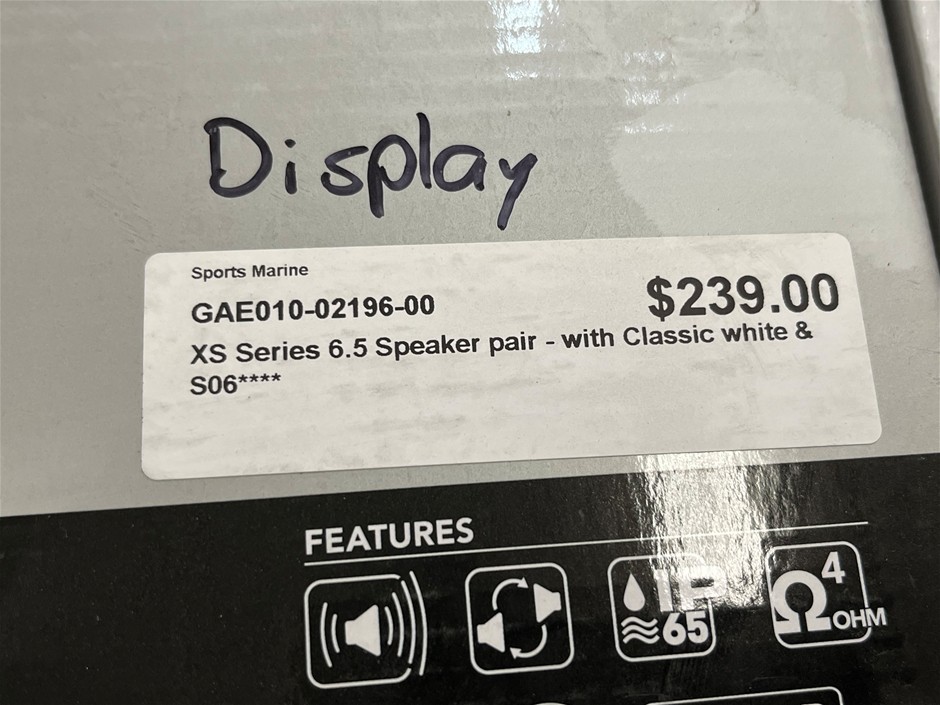 Display
Sports Marine
GAE010-02196-00
$239.00
XS Series 6.5 Speaker pair - with Classic white &
S06****
FEATURES
IP
65
Ω4
OHM